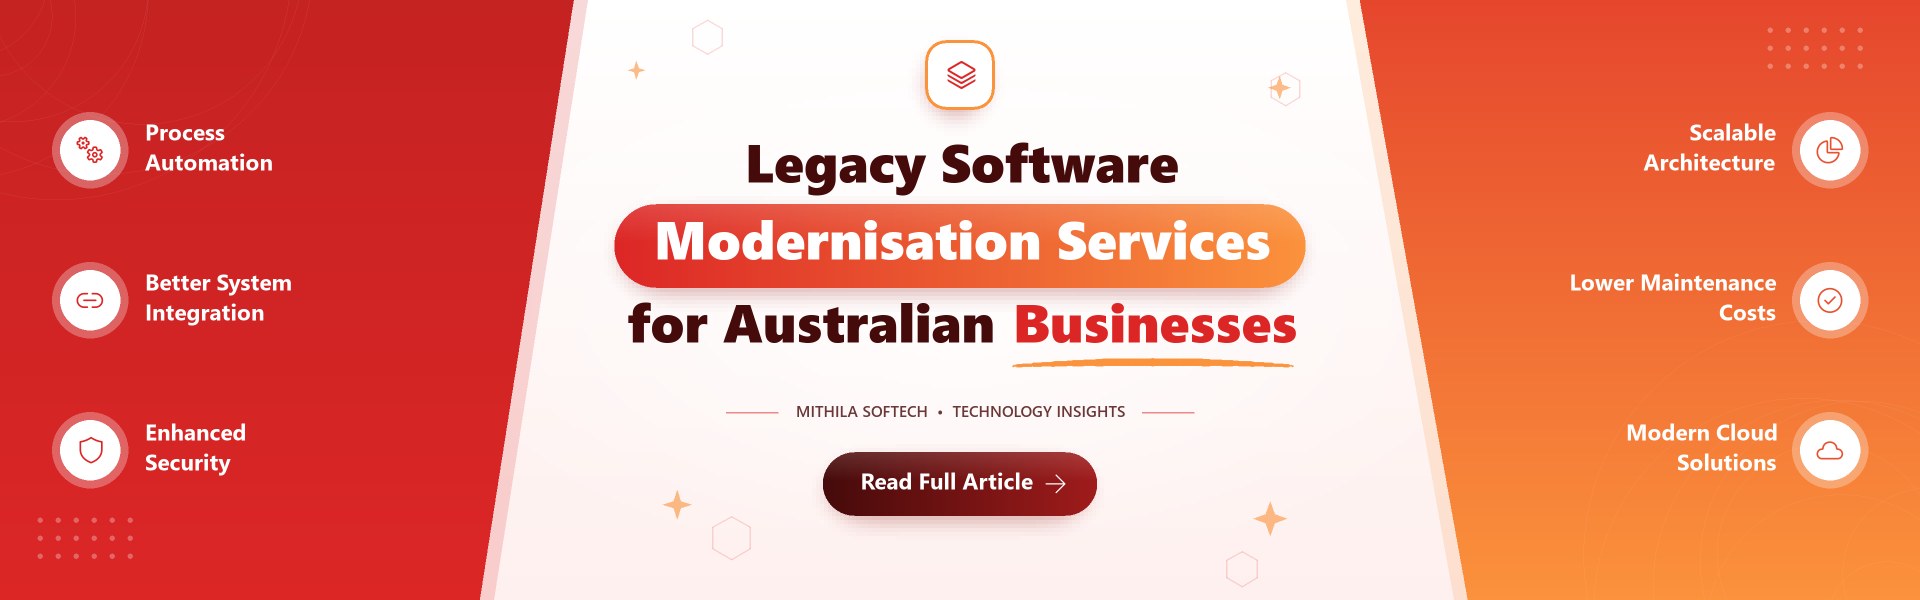 Process
Automation
Better System
Integration
Enhanced
Security
Legacy Software
Modernisation Services
for Australian Businesses
MITHILA SOFTECH • TECHNOLOGY INSIGHTS
Read Full Article →
Scalable
Architecture
Lower Maintenance
Costs
Modern Cloud
Solutions